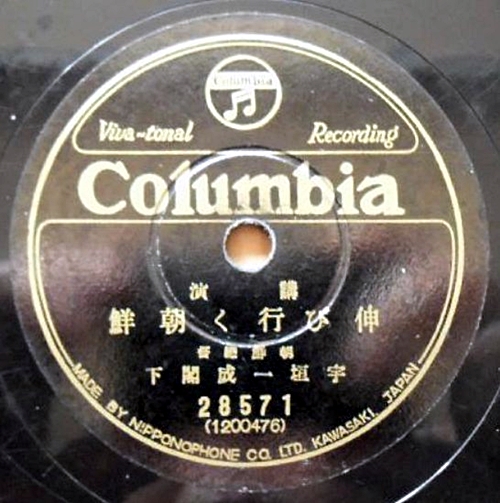 Columbia
Viva-tonal Recording
Columbia
講演
伸び行く朝鮮
朝鮮總督
宇垣一成閣下
28571
(1200476)
MADE BY NIPPONOPHONE CO. LTD. KAWASAKI, JAPAN